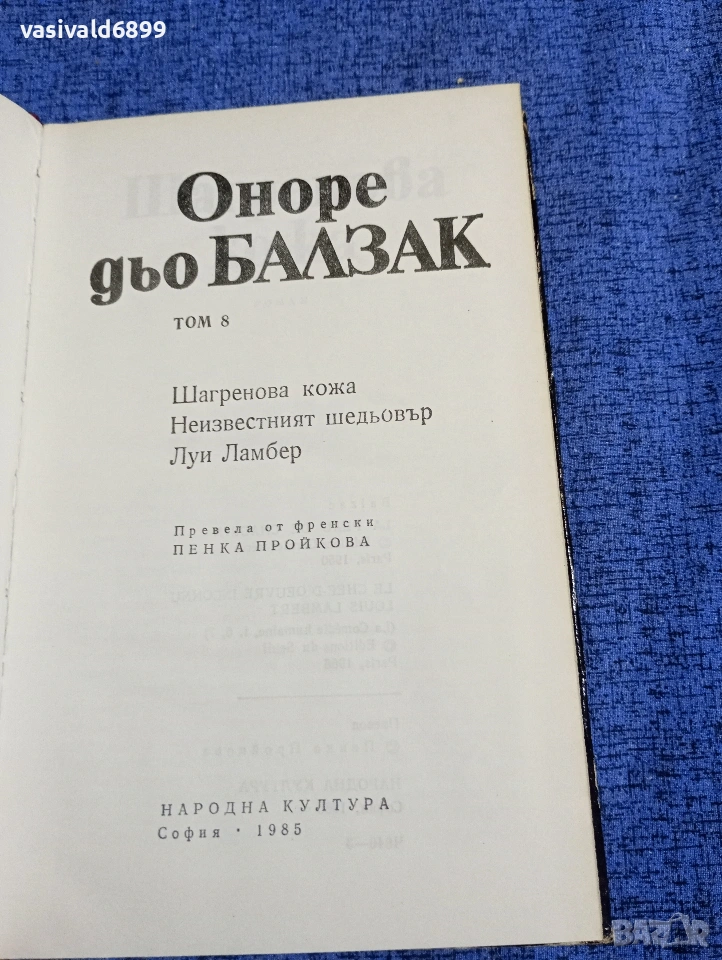 vasivald6899
Оноре
дьо БАЛЗАК
ТОМ 8
Шагренова кожа
Неизвестният шедьовър
Луи Ламбер
Превела от френски
ПЕНКА ПРОЙКОВА
НАРОДНА КУЛТУРА
София · 1985
BAZAR